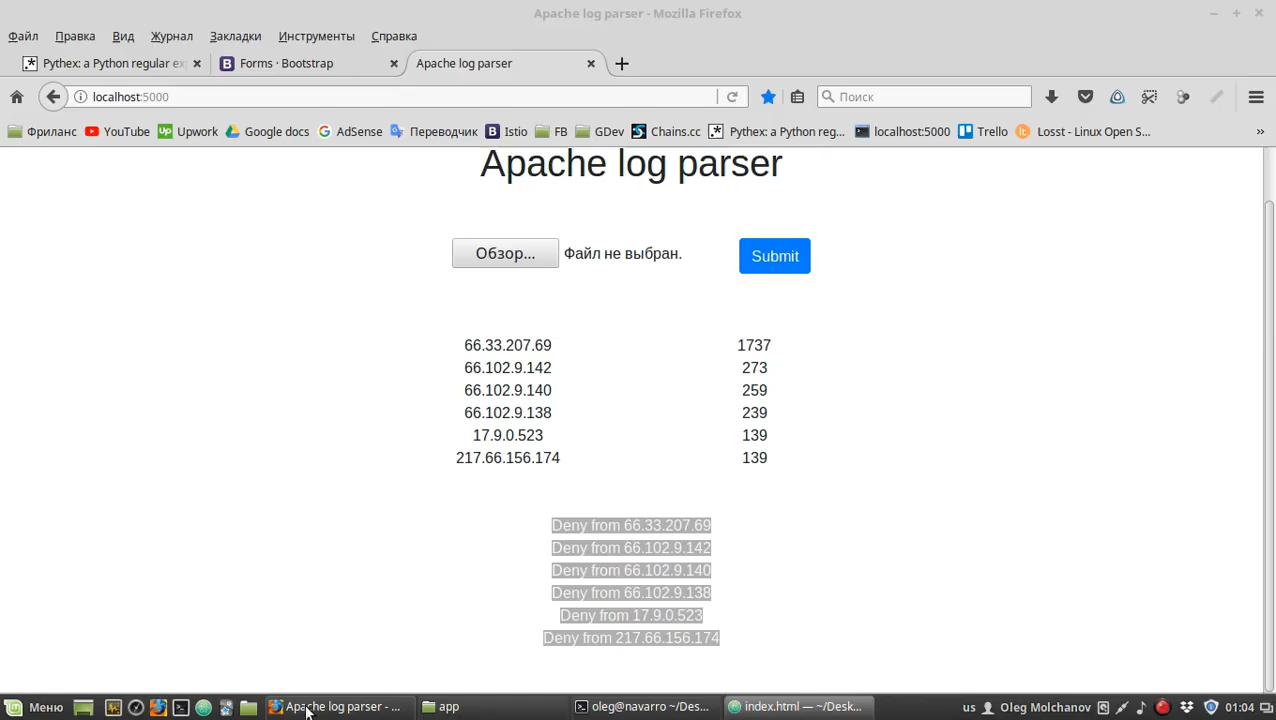 Apache log parser - Mozilla Firefox
Файл Правка Вид Журнал Закладки Инструменты Справка
Pythex: a Python regular ex Forms · Bootstrap Apache log parser
localhost:5000 Поиск
Фриланс YouTube Upwork Google docs AdSense Переводчик Istio FB GDev Chains.cc Pythex: a Python reg... localhost:5000 Trello Losst - Linux Open S...
Apache log parser
Обзор... Файл не выбран. Submit
66.33.207.69 1737
66.102.9.142 273
66.102.9.140 259
66.102.9.138 239
17.9.0.523 139
217.66.156.174 139
Deny from 66.33.207.69
Deny from 66.102.9.142
Deny from 66.102.9.140
Deny from 66.102.9.138
Deny from 17.9.0.523
Deny from 217.66.156.174
Меню Apache log parser - ... app oleg@navarro ~/Des... index.html — ~/Desk... us Oleg Molchanov 01:04